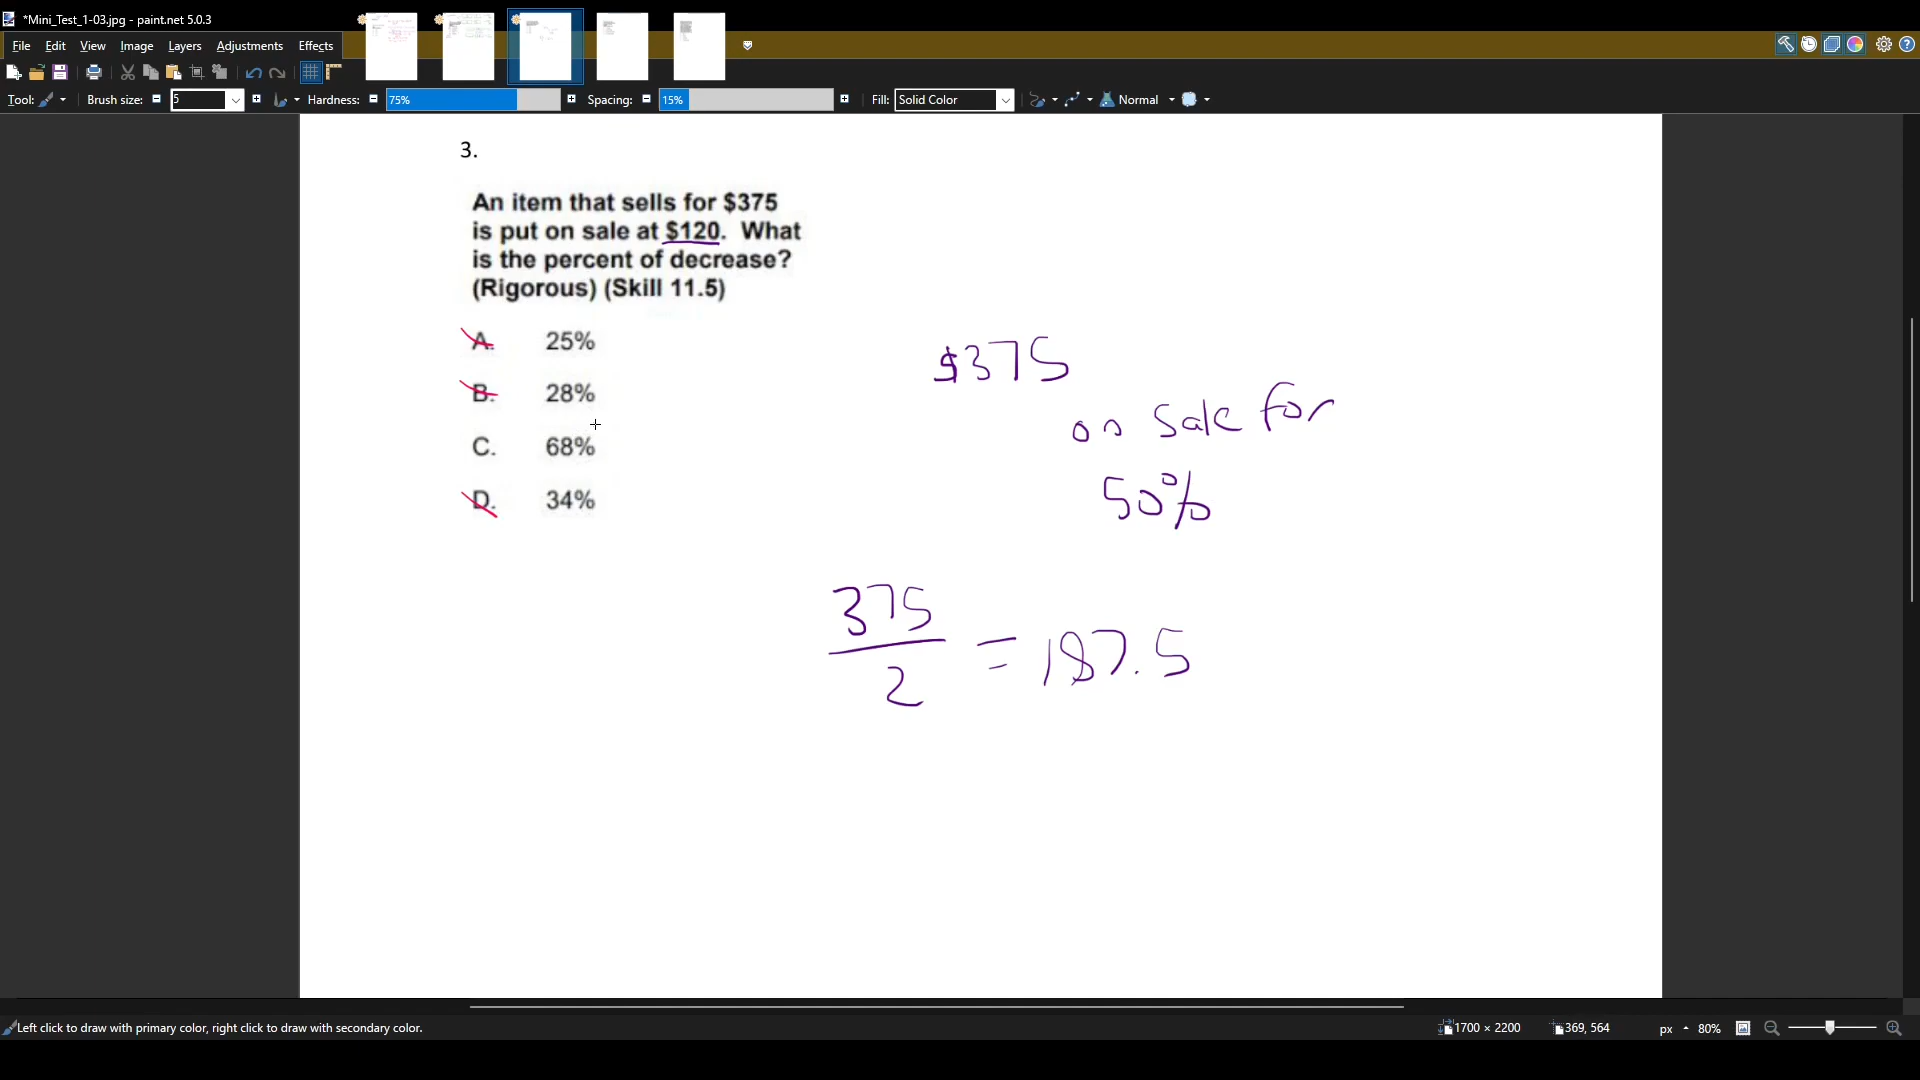 *Mini_Test_1-03.jpg - paint.net 5.0.3
File Edit View Image Layers Adjustments Effects
Tool: Brush size: 5 Hardness: 75% Spacing: 15% Fill: Solid Color Normal
3.
An item that sells for $375
is put on sale at $120. What
is the percent of decrease?
(Rigorous) (Skill 11.5)
A. 25%
B. 28%
C. 68%
D. 34%
$375
on sale for
50%
375
2
= 187.5
Left click to draw with primary color, right click to draw with secondary color.
1700 × 2200 369, 564 px 80%